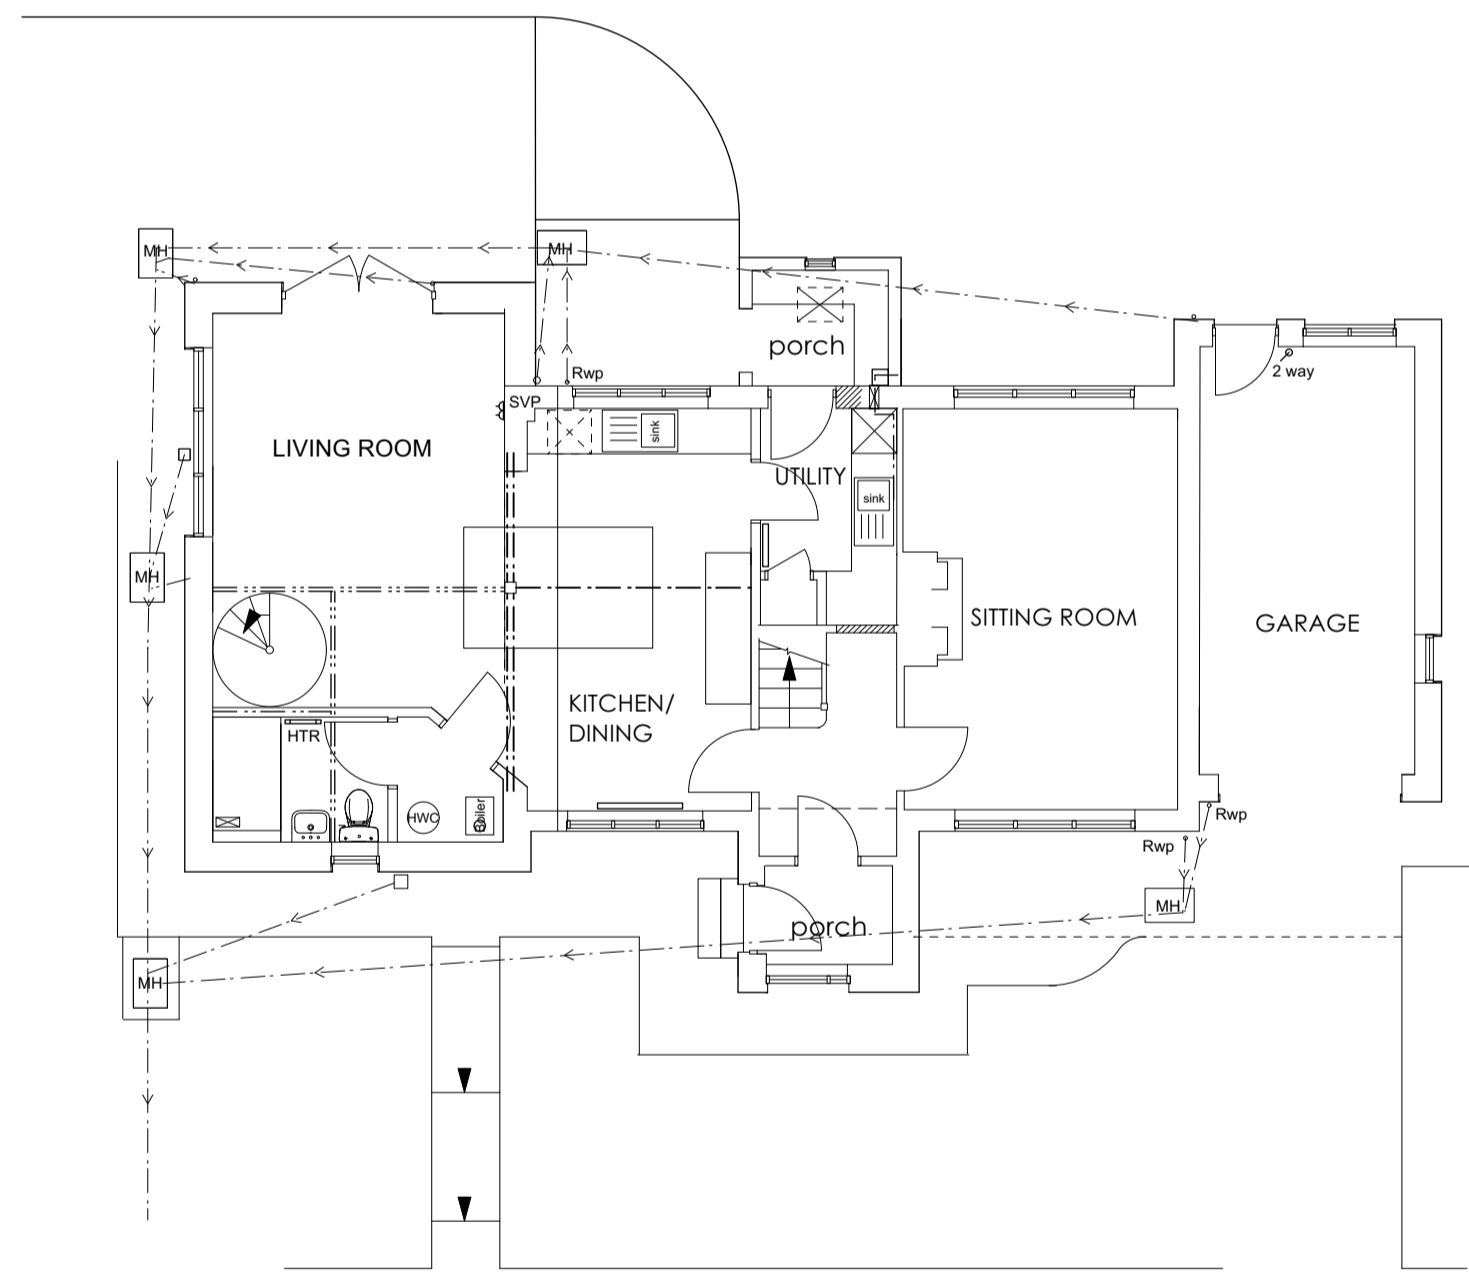 MH
MH
porch
2 way
Rwp
SVP
LIVING ROOM
sink
UTILITY
sink
MH
SITTING ROOM
GARAGE
KITCHEN/
DINING
HTR
HWC
Boiler
Rwp
Rwp
MH
porch
MH